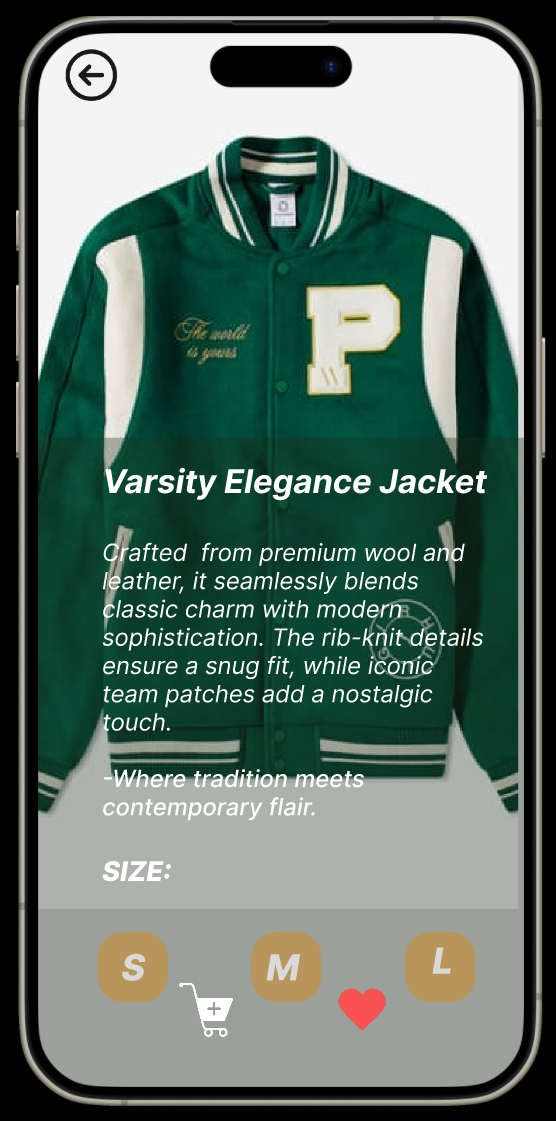 The world
is yours
P
Varsity Elegance Jacket
Crafted  from premium wool and
leather, it seamlessly blends
classic charm with modern
sophistication. The rib-knit details
ensure a snug fit, while iconic
team patches add a nostalgic
touch.
-Where tradition meets
contemporary flair.
SIZE:
S
M
L